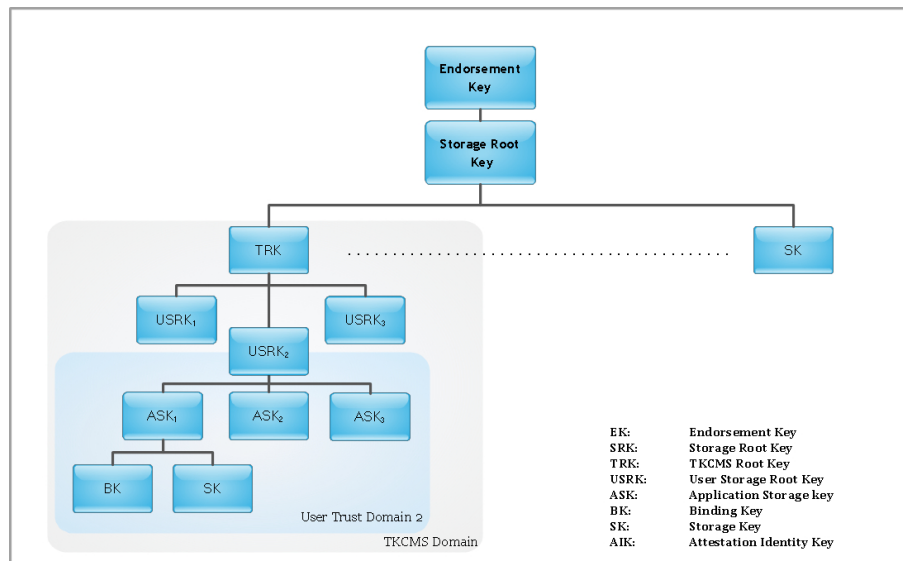 Endorsement
Key
Storage Root
Key
TRK
SK
USRK₁
USRK₃
USRK₂
ASK₁
ASK₂
ASK₃
BK
SK
User Trust Domain 2
TKCMS Domain
EK: Endorsement Key
SRK: Storage Root Key
TRK: TKCMS Root Key
USRK: User Storage Root Key
ASK: Application Storage key
BK: Binding Key
SK: Storage Key
AIK: Attestation Identity Key